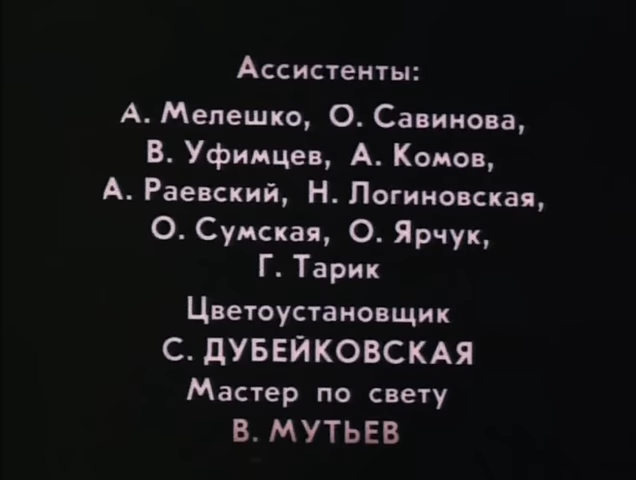 Ассистенты:
А. Мелешко, О. Савинова,
В. Уфимцев, А. Комов,
А. Раевский, Н. Логиновская,
О. Сумская, О. Ярчук,
Г. Тарик
Цветоустановщик
С. ДУБЕЙКОВСКАЯ
Мастер по свету
В. МУТЬЕВ